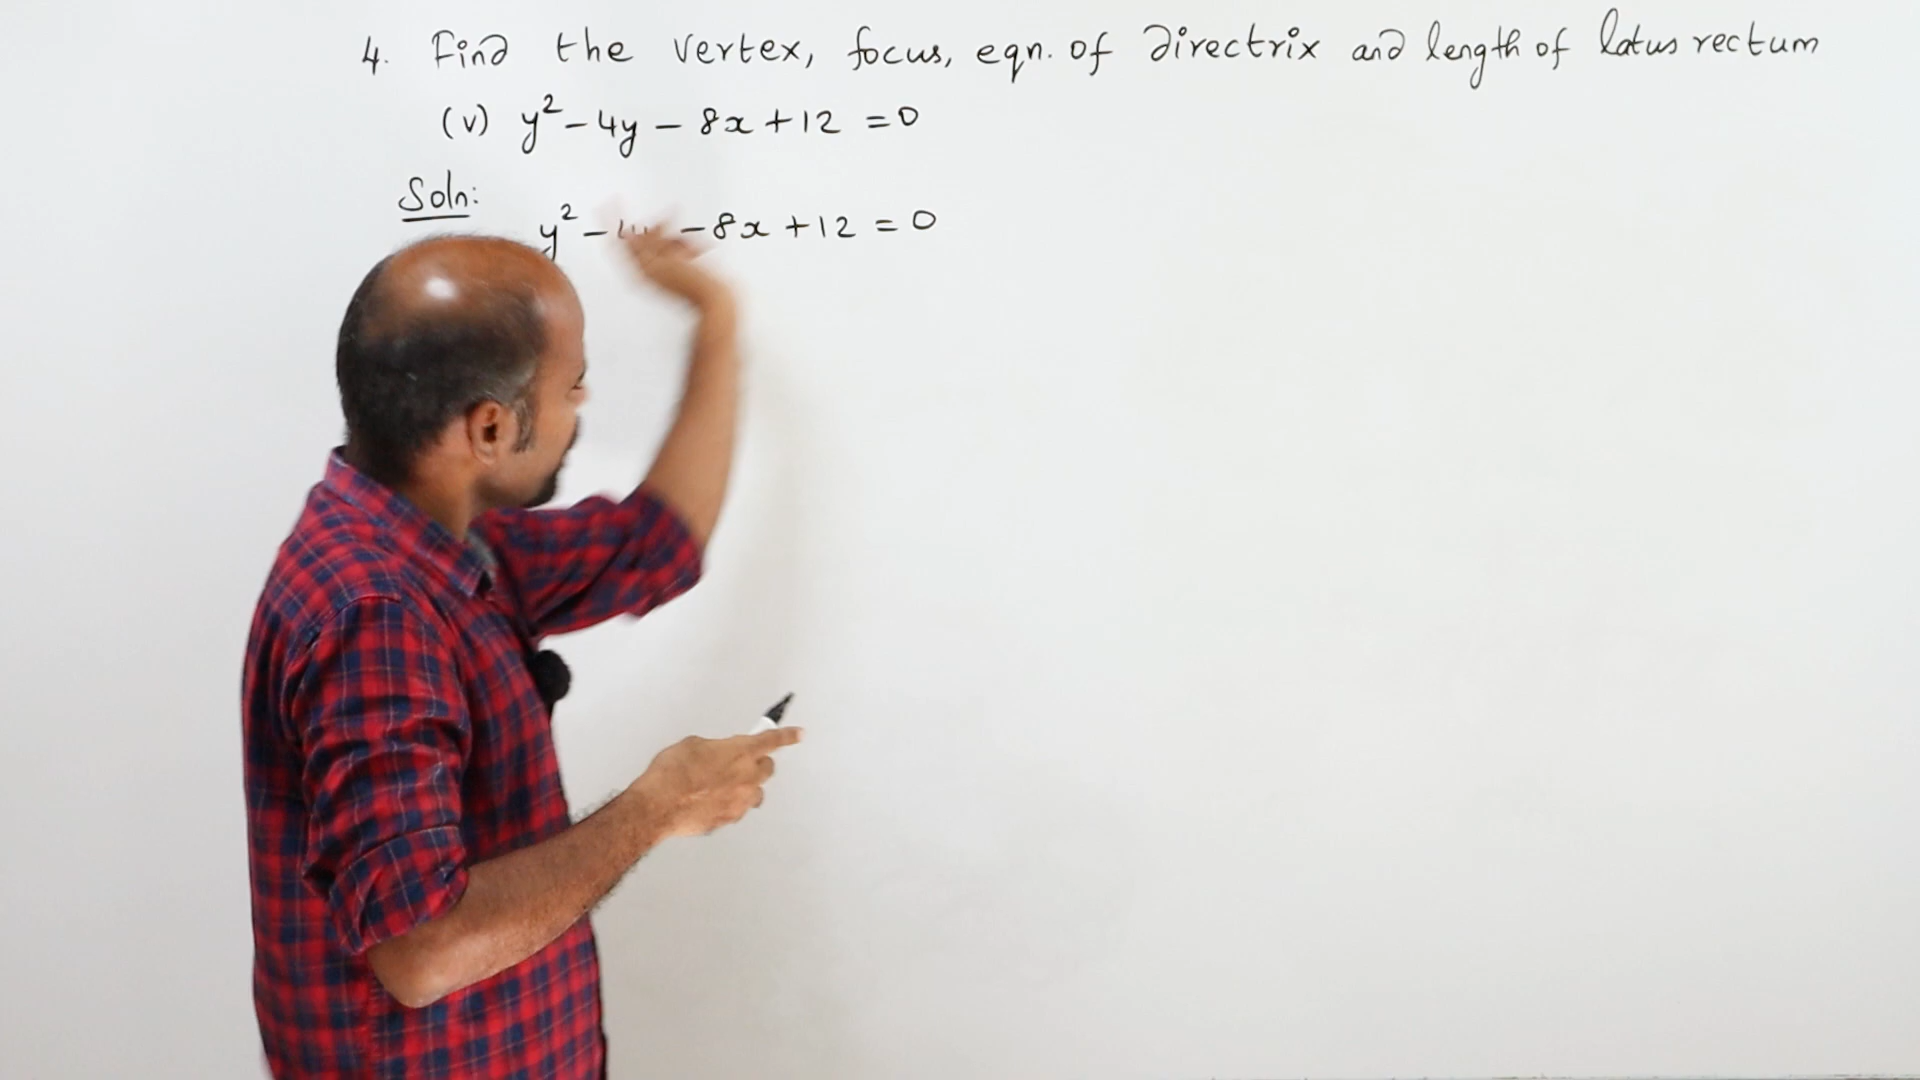 4. Find the vertex, focus, eqn. of directrix and length of latus rectum
(v) y² - 4y - 8x + 12 = 0
Soln:
y² - - 8x + 12 = 0